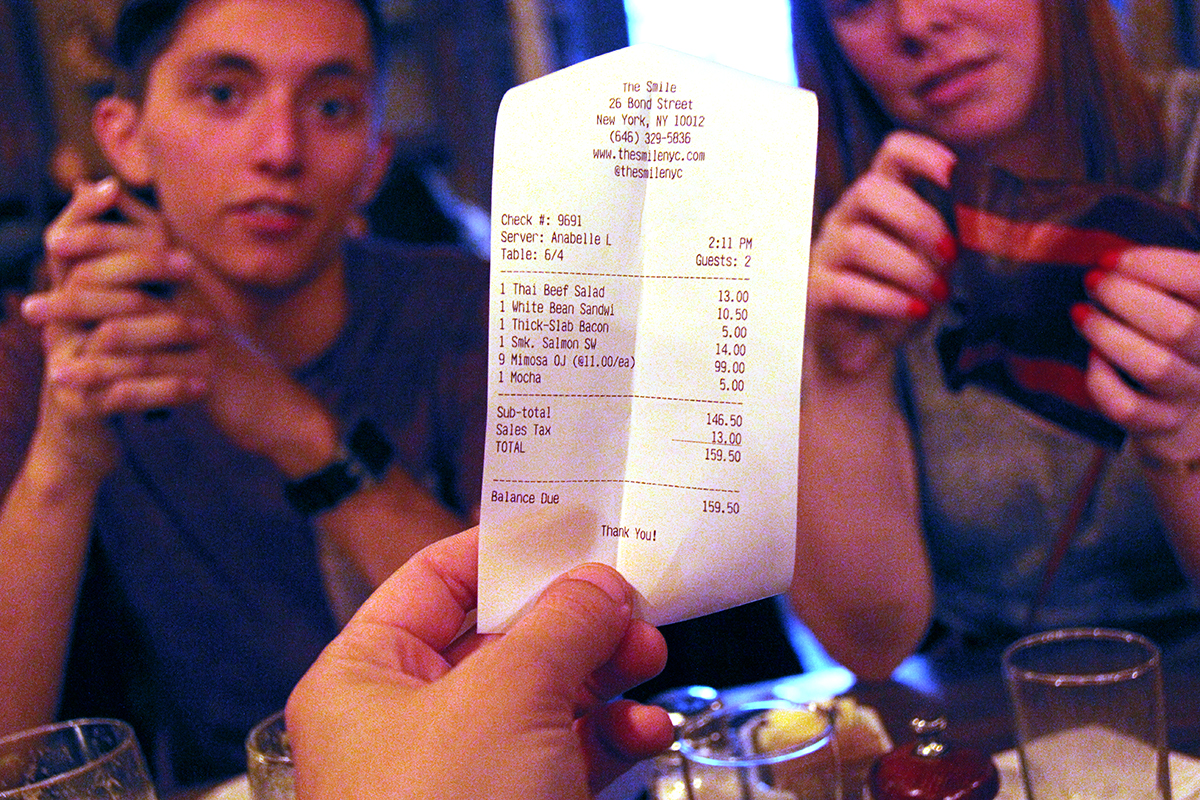 The Smile
26 Bond Street
New York, NY 10012
(646) 329-5836
www.thesmilenyc.com
@thesmilenyc
Check #: 9691
Server: Anabelle L 2:11 PM
Table: 6/4 Guests: 2
1 Thai Beef Salad 13.00
1 White Bean Sandwi 10.50
1 Thick-Slab Bacon 5.00
1 Smk. Salmon SW 14.00
9 Mimosa OJ (@11.00/ea) 99.00
1 Mocha 5.00
Sub-total 146.50
Sales Tax 13.00
TOTAL 159.50
Balance Due 159.50
Thank You!